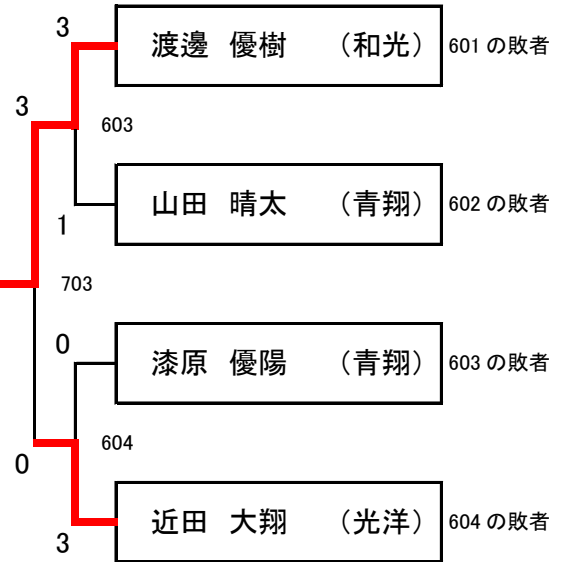 3
渡邊 優樹 （和光） 601 の敗者
3
603
山田 晴太 （青翔） 602 の敗者
1
703
0
漆原 優陽 （青翔） 603 の敗者
604
0
近田 大翔 （光洋） 604 の敗者
3